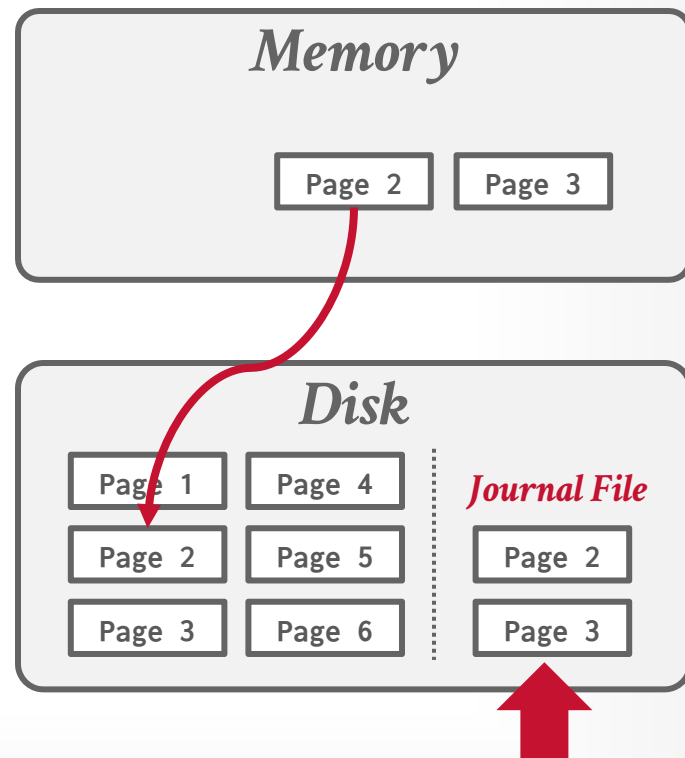 Memory
Page 2 Page 3
Disk
Page 1 Page 4
Journal File
Page 2 Page 5 Page 2
Page 3 Page 6 Page 3